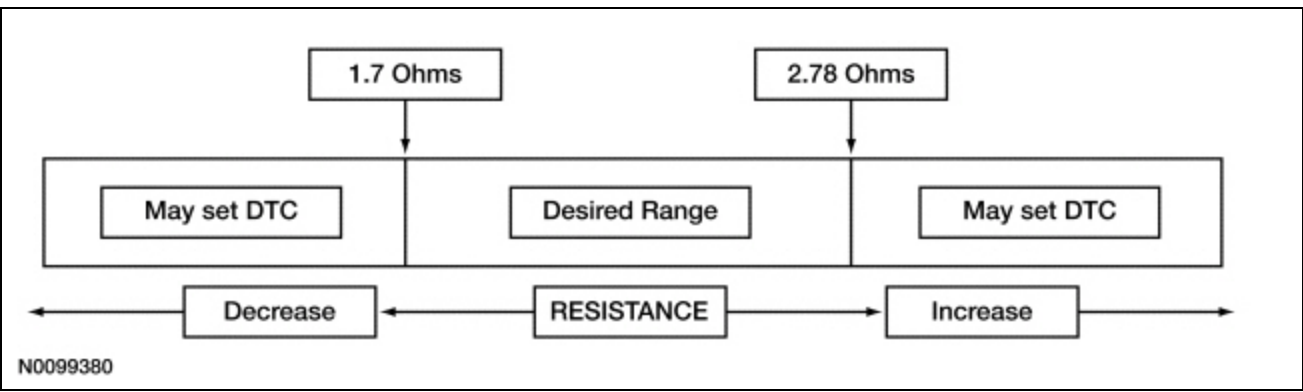 1.7 Ohms
2.78 Ohms
May set DTC
Desired Range
May set DTC
Decrease
RESISTANCE
Increase
N0099380